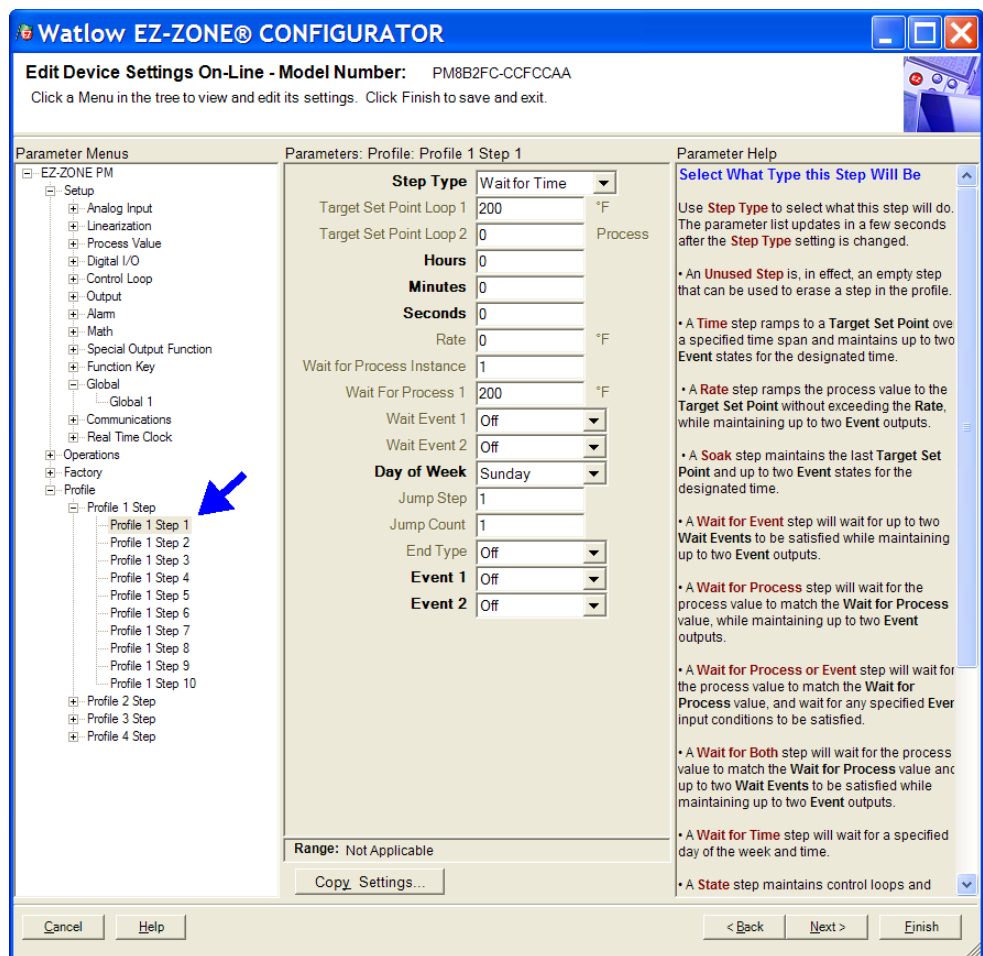 Watlow EZ-ZONE® CONFIGURATOR
Edit Device Settings On-Line - Model Number: PM8B2FC-CCFCCAA
Click a Menu in the tree to view and edit its settings. Click Finish to save and exit.
Parameter Menus
EZ-ZONE PM
Setup
Analog Input
Linearization
Process Value
Digital I/O
Control Loop
Output
Alarm
Math
Special Output Function
Function Key
Global
Global 1
Communications
Real Time Clock
Operations
Factory
Profile
Profile 1 Step
Profile 1 Step 1
Profile 1 Step 2
Profile 1 Step 3
Profile 1 Step 4
Profile 1 Step 5
Profile 1 Step 6
Profile 1 Step 7
Profile 1 Step 8
Profile 1 Step 9
Profile 1 Step 10
Profile 2 Step
Profile 3 Step
Profile 4 Step
Parameters: Profile: Profile 1 Step 1
Step Type Wait for Time
Target Set Point Loop 1 200 °F
Target Set Point Loop 2 0 Process
Hours 0
Minutes 0
Seconds 0
Rate 0 °F
Wait for Process Instance 1
Wait For Process 1 200 °F
Wait Event 1 Off
Wait Event 2 Off
Day of Week Sunday
Jump Step 1
Jump Count 1
End Type Off
Event 1 Off
Event 2 Off
Range: Not Applicable
Copy Settings...
Parameter Help
Select What Type this Step Will Be
Use Step Type to select what this step will do.
The parameter list updates in a few seconds
after the Step Type setting is changed.
• An Unused Step is, in effect, an empty step
that can be used to erase a step in the profile.
• A Time step ramps to a Target Set Point ove
a specified time span and maintains up to two
Event states for the designated time.
• A Rate step ramps the process value to the
Target Set Point without exceeding the Rate,
while maintaining up to two Event outputs.
• A Soak step maintains the last Target Set
Point and up to two Event states for the
designated time.
• A Wait for Event step will wait for up to two
Wait Events to be satisfied while maintaining
up to two Event outputs.
• A Wait for Process step will wait for the
process value to match the Wait for Process
value, while maintaining up to two Event
outputs.
• A Wait for Process or Event step will wait for
the process value to match the Wait for
Process value, and wait for any specified Even
input conditions to be satisfied.
• A Wait for Both step will wait for the process
value to match the Wait for Process value and
up to two Wait Events to be satisfied while
maintaining up to two Event outputs.
• A Wait for Time step will wait for a specified
day of the week and time.
• A State step maintains control loops and
Cancel Help < Back Next > Finish